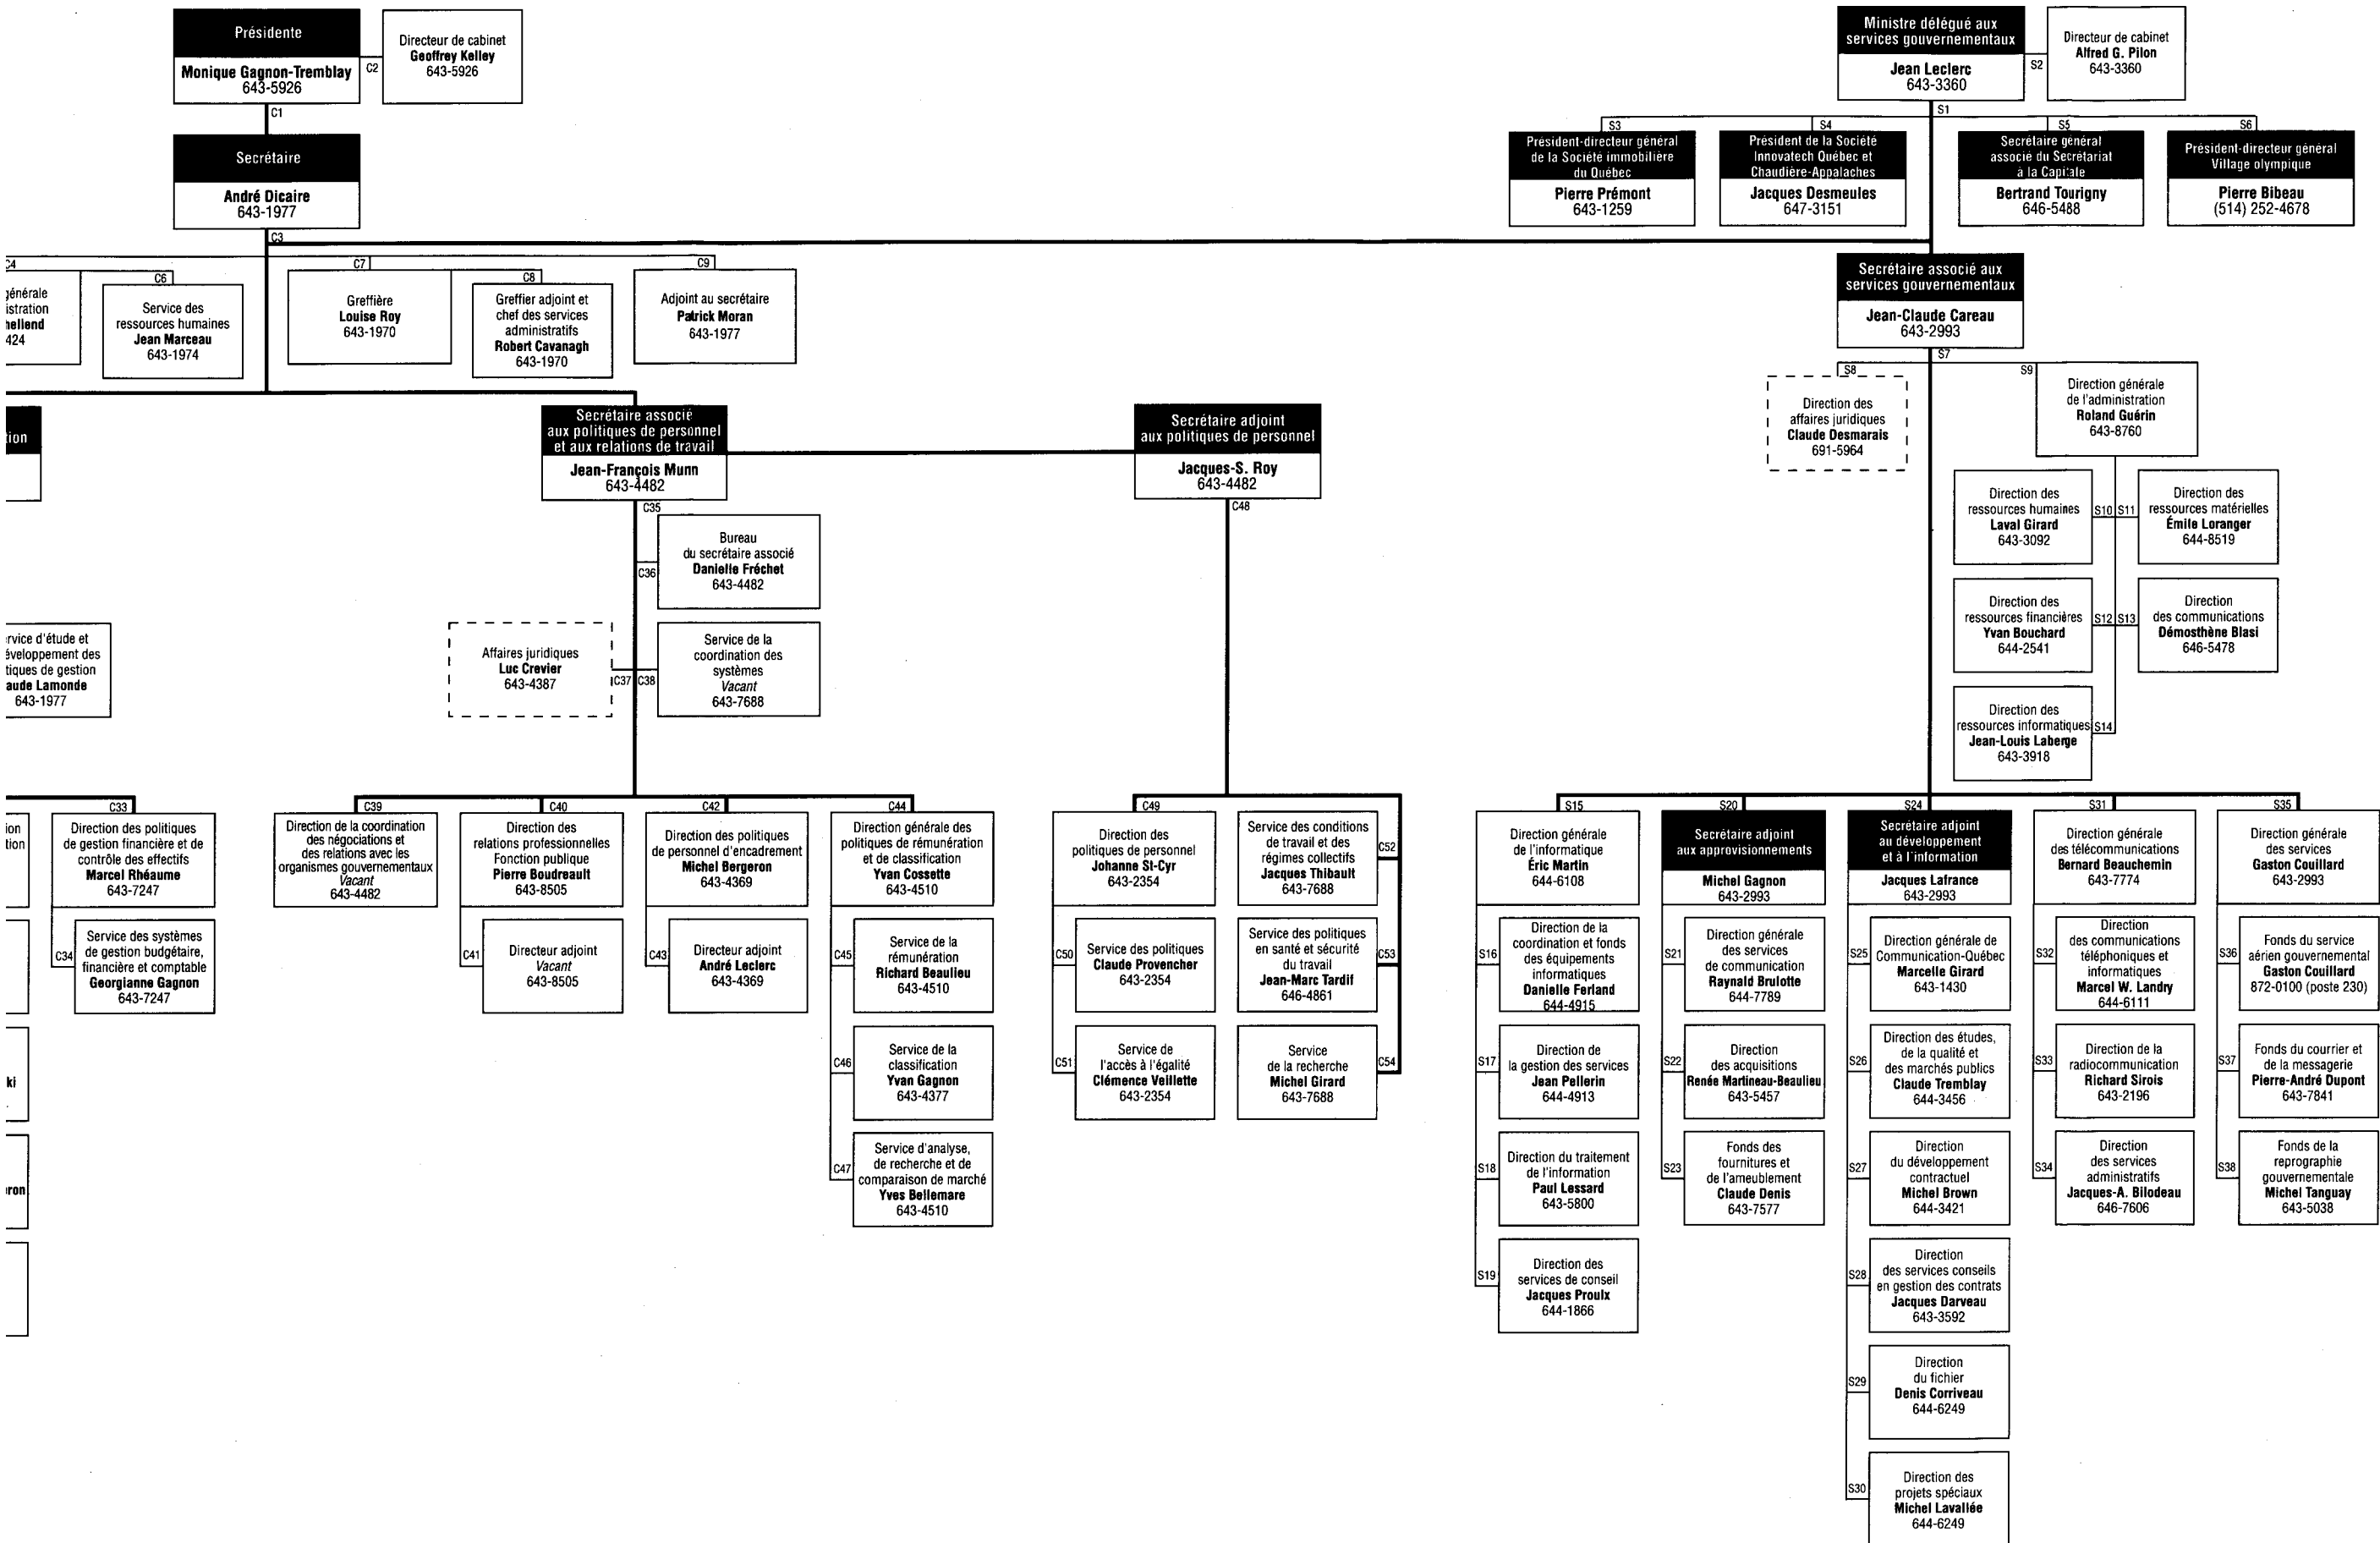 Présidente
Monique Gagnon-Tremblay
643-5926
C2
Directeur de cabinet
Geoffrey Kelley
643-5926
C1
Secrétaire
André Dicaire
643-1977
C3
Ministre délégué aux
services gouvernementaux
Jean Leclerc
643-3360
S2
Directeur de cabinet
Alfred G. Pilon
643-3360
S1
S3
Président-directeur général
de la Société immobilière
du Québec
Pierre Prémont
643-1259
S4
Président de la Société
Innovatech Québec et
Chaudière-Appalaches
Jacques Desmeules
647-3151
S5
Secrétaire général
associé du Secrétariat
à la Capitale
Bertrand Tourigny
646-5488
S6
Président-directeur général
Village olympique
Pierre Bibeau
(514) 252-4678
C4
générale
istration
hellend
424
C6
Service des
ressources humaines
Jean Marceau
643-1974
C7
Greffière
Louise Roy
643-1970
C8
Greffier adjoint et
chef des services
administratifs
Robert Cavanagh
643-1970
C9
Adjoint au secrétaire
Patrick Moran
643-1977
Secrétaire associé aux
services gouvernementaux
Jean-Claude Careau
643-2993
S7
S8
Direction des
affaires juridiques
Claude Desmarais
691-5964
S9
Direction générale
de l'administration
Roland Guérin
643-8760
tion
Secrétaire associé
aux politiques de personnel
et aux relations de travail
Jean-François Munn
643-4482
Secrétaire adjoint
aux politiques de personnel
Jacques-S. Roy
643-4482
C35
C48
Bureau
du secrétaire associé
Danielle Fréchet
643-4482
C36
Direction des
ressources humaines
Laval Girard
643-3092
S10
S11
Direction des
ressources matérielles
Émile Loranger
644-8519
Direction des
ressources financières
Yvan Bouchard
644-2541
S12
S13
Direction
des communications
Démosthène Blasi
646-5478
Direction des
ressources informatiques
Jean-Louis Laberge
643-3918
S14
rvice d'étude et
éveloppement des
tiques de gestion
aude Lamonde
643-1977
Affaires juridiques
Luc Crevier
643-4387
C37
C38
Service de la
coordination des
systèmes
Vacant
643-7688
C33
Direction des politiques
de gestion financière et de
contrôle des effectifs
Marcel Rhéaume
643-7247
C34
Service des systèmes
de gestion budgétaire,
financière et comptable
Georgianne Gagnon
643-7247
ion
tion
ki
ron
C39
Direction de la coordination
des négociations et
des relations avec les
organismes gouvernementaux
Vacant
643-4482
C40
Direction des
relations professionnelles
Fonction publique
Pierre Boudreault
643-8505
C41
Directeur adjoint
Vacant
643-8505
C42
Direction des politiques
de personnel d'encadrement
Michel Bergeron
643-4369
C43
Directeur adjoint
André Leclerc
643-4369
C44
Direction générale des
politiques de rémunération
et de classification
Yvan Cossette
643-4510
C45
Service de la
rémunération
Richard Beaulieu
643-4510
C46
Service de la
classification
Yvan Gagnon
643-4377
C47
Service d'analyse,
de recherche et de
comparaison de marché
Yves Bellemare
643-4510
C49
Direction des
politiques de personnel
Johanne St-Cyr
643-2354
C50
Service des politiques
Claude Provencher
643-2354
C51
Service de
l'accès à l'égalité
Clémence Veillette
643-2354
Service des conditions
de travail et des
régimes collectifs
Jacques Thibault
643-7688
C52
Service des politiques
en santé et sécurité
du travail
Jean-Marc Tardif
646-4861
C53
Service
de la recherche
Michel Girard
643-7688
C54
S15
Direction générale
de l'informatique
Éric Martin
644-6108
S16
Direction de la
coordination et fonds
des équipements
informatiques
Danielle Ferland
644-4915
S17
Direction de
la gestion des services
Jean Pellerin
644-4913
S18
Direction du traitement
de l'information
Paul Lessard
643-5800
S19
Direction des
services de conseil
Jacques Proulx
644-1866
S20
Secrétaire adjoint
aux approvisionnements
Michel Gagnon
643-2993
S21
Direction générale
des services
de communication
Raynald Brulotte
644-7789
S22
Direction
des acquisitions
Renée Martineau-Beaulieu
643-5457
S23
Fonds des
fournitures et
de l'ameublement
Claude Denis
643-7577
S24
Secrétaire adjoint
au développement
et à l'information
Jacques Lafrance
643-2993
S25
Direction générale de
Communication-Québec
Marcelle Girard
643-1430
S26
Direction des études,
de la qualité et
des marchés publics
Claude Tremblay
644-3456
S27
Direction
du développement
contractuel
Michel Brown
644-3421
S28
Direction
des services conseils
en gestion des contrats
Jacques Darveau
643-3592
S29
Direction
du fichier
Denis Corriveau
644-6249
S30
Direction des
projets spéciaux
Michel Lavallée
644-6249
S31
Direction générale
des télécommunications
Bernard Beauchemin
643-7774
S32
Direction
des communications
téléphoniques et
informatiques
Marcel W. Landry
644-6111
S33
Direction de la
radiocommunication
Richard Sirois
643-2196
S34
Direction
des services
administratifs
Jacques-A. Bilodeau
646-7606
S35
Direction générale
des services
Gaston Couillard
643-2993
S36
Fonds du service
aérien gouvernemental
Gaston Couillard
872-0100 (poste 230)
S37
Fonds du courrier et
de la messagerie
Pierre-André Dupont
643-7841
S38
Fonds de la
reprographie
gouvernementale
Michel Tanguay
643-5038